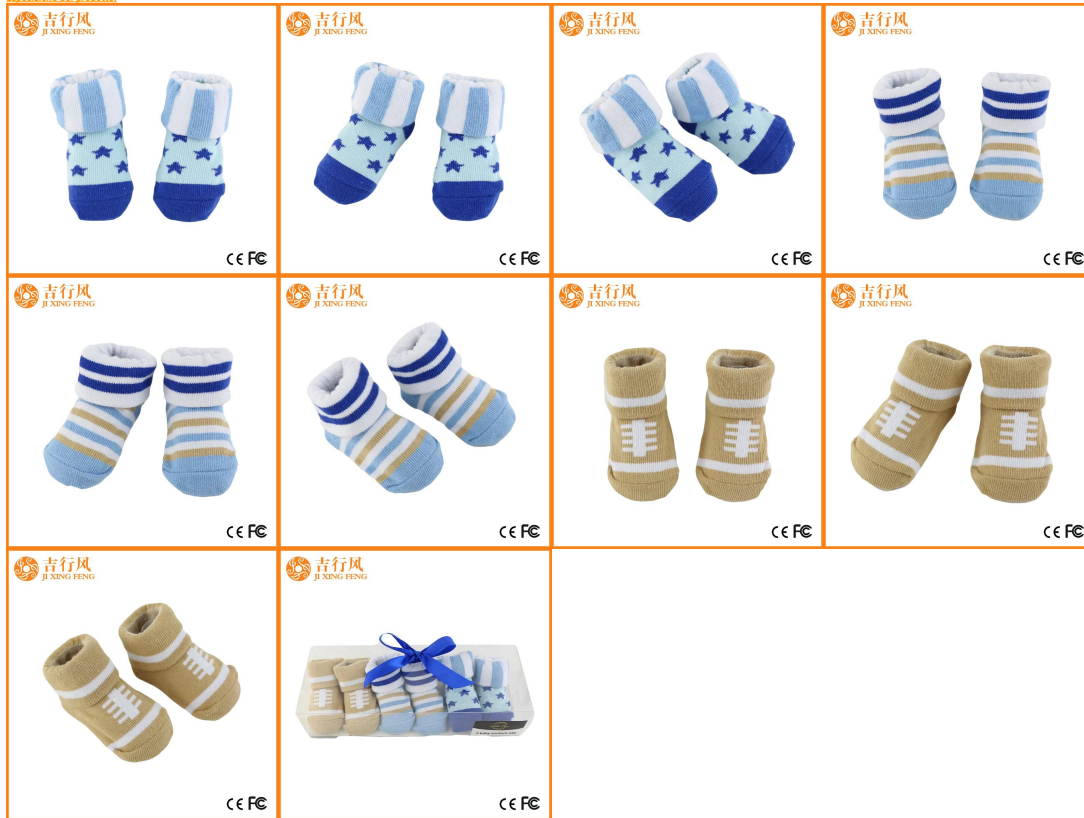 吉行风
JI XING FENG
吉行风
JI XING FENG
吉行风
JI XING FENG
吉行风
JI XING FENG
CE FC
CE FC
CE FC
CE FC
吉行风
JI XING FENG
吉行风
JI XING FENG
吉行风
JI XING FENG
吉行风
JI XING FENG
CE FC
CE FC
CE FC
CE FC
吉行风
JI XING FENG
吉行风
JI XING FENG
CE FC
CE FC